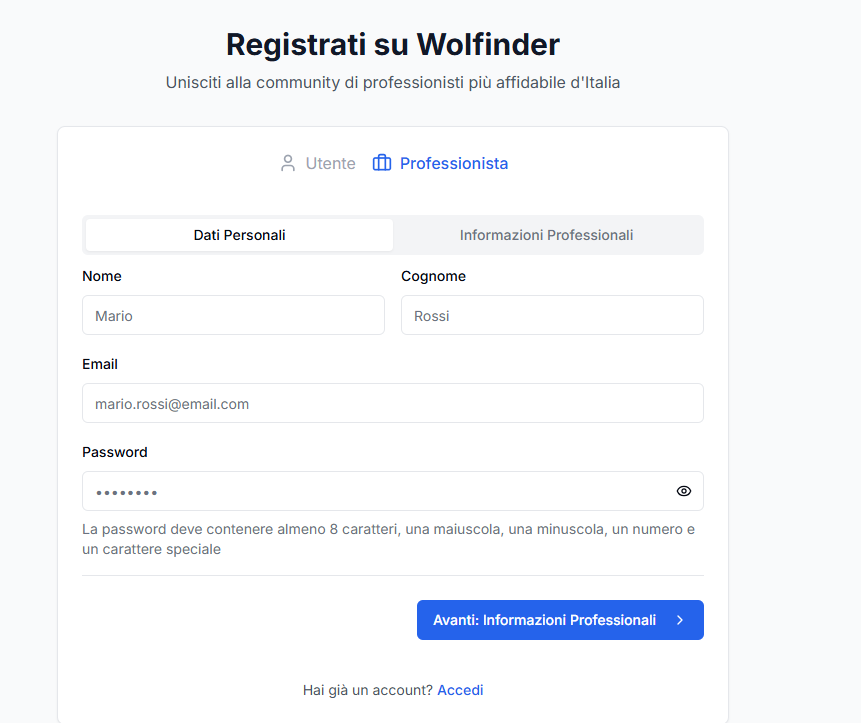 Registrati su Wolfinder
Unisciti alla community di professionisti più affidabile d'Italia
Utente Professionista
Dati Personali Informazioni Professionali
Nome Cognome
Mario Rossi
Email
mario.rossi@email.com
Password
••••••••
La password deve contenere almeno 8 caratteri, una maiuscola, una minuscola, un numero e
un carattere speciale
Avanti: Informazioni Professionali
Hai già un account? Accedi